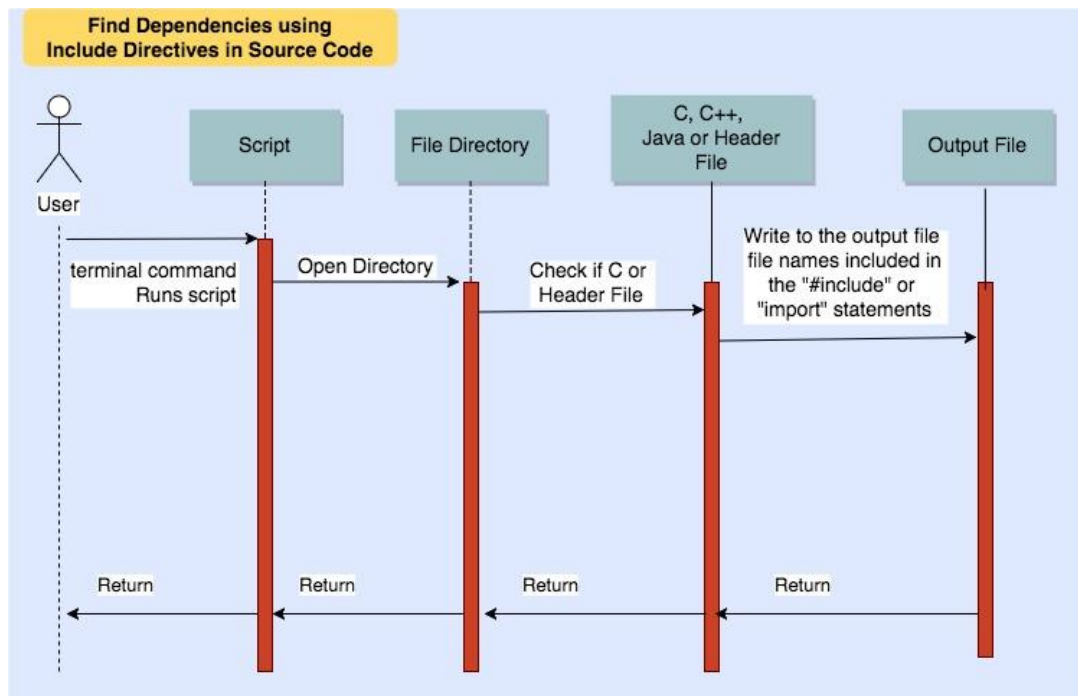 Find Dependencies using
Include Directives in Source Code
User
Script
File Directory
C, C++,
Java or Header
File
Output File
terminal command
Runs script
Open Directory
Check if C or
Header File
Write to the output file
file names included in
the "#include" or
"import" statements
Return
Return
Return
Return